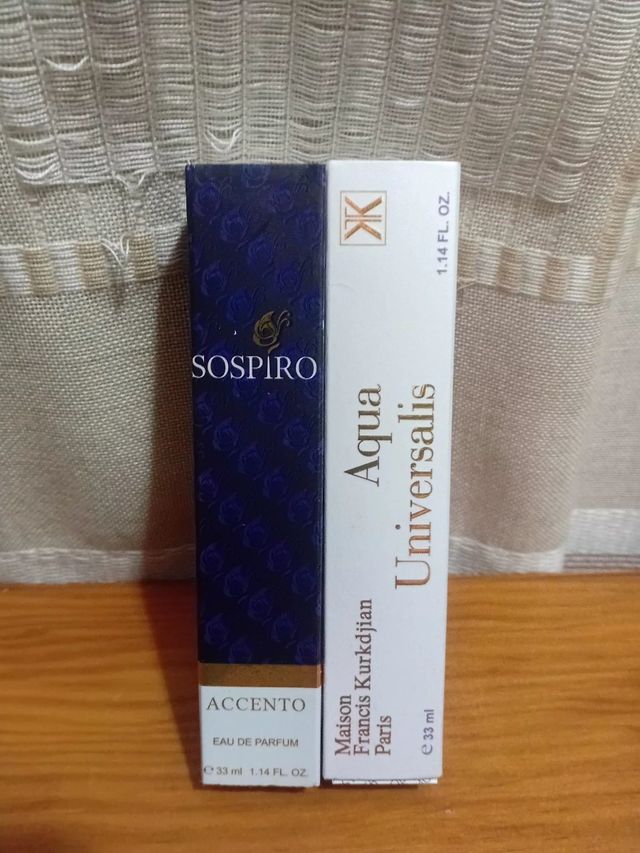 SOSPIRO
ACCENTO
EAU DE PARFUM
℮ 33 ml 1.14 FL. OZ.
1.14 FL. OZ.
Aqua
Universalis
Maison
Francis Kurkdjian
Paris
℮ 33 ml